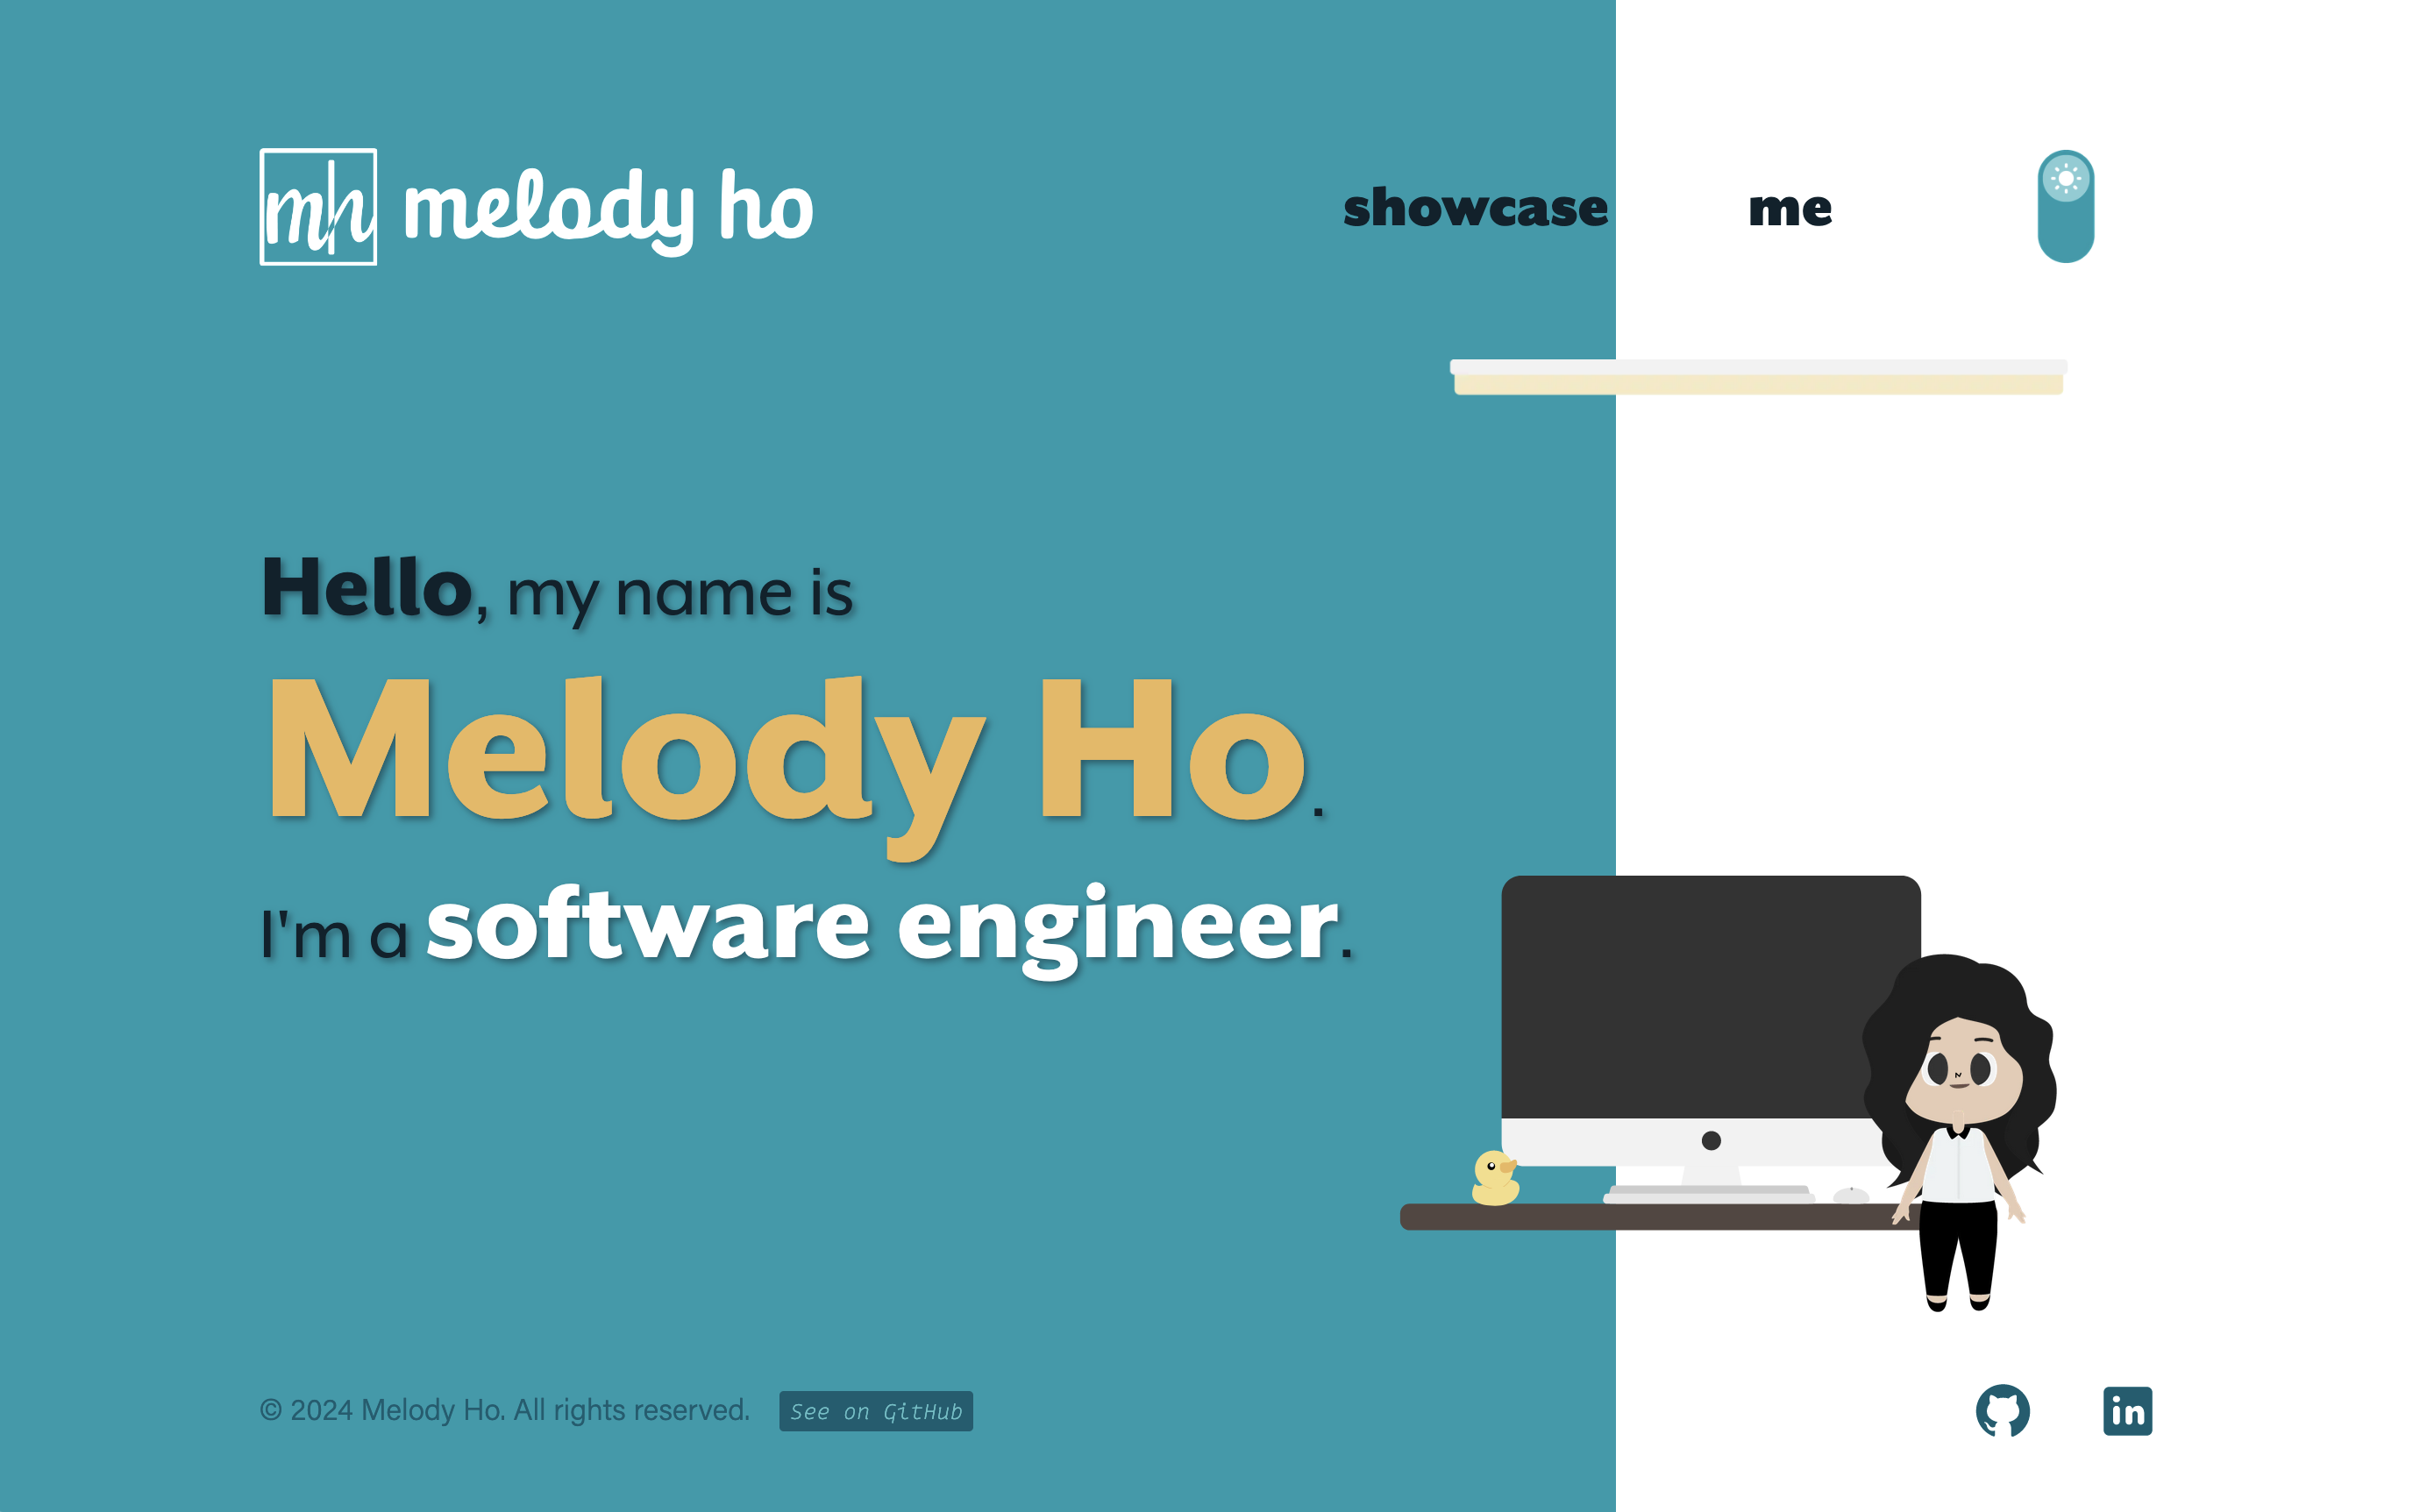 mh melody ho
showcase
me
Hello, my name is
Melody Ho.
I'm a software engineer.
© 2024 Melody Ho. All rights reserved.
See on GitHub
in